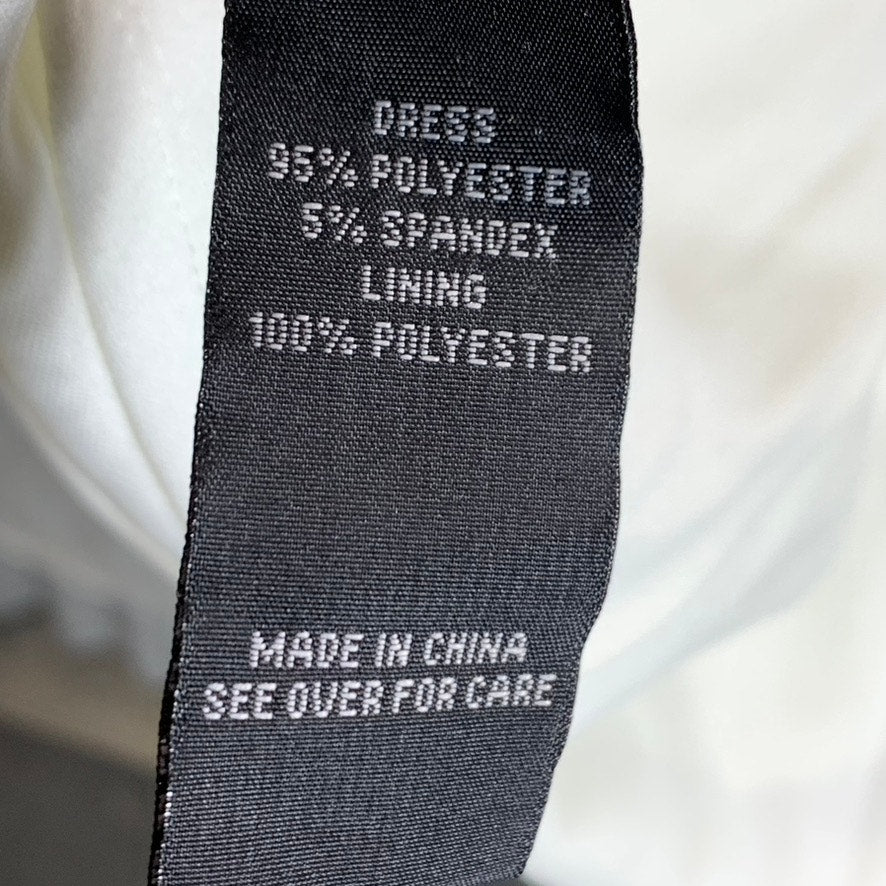 DRESS
95% POLYESTER
5% SPANDEX
LINING
100% POLYESTER
MADE IN CHINA
SEE OVER FOR CARE